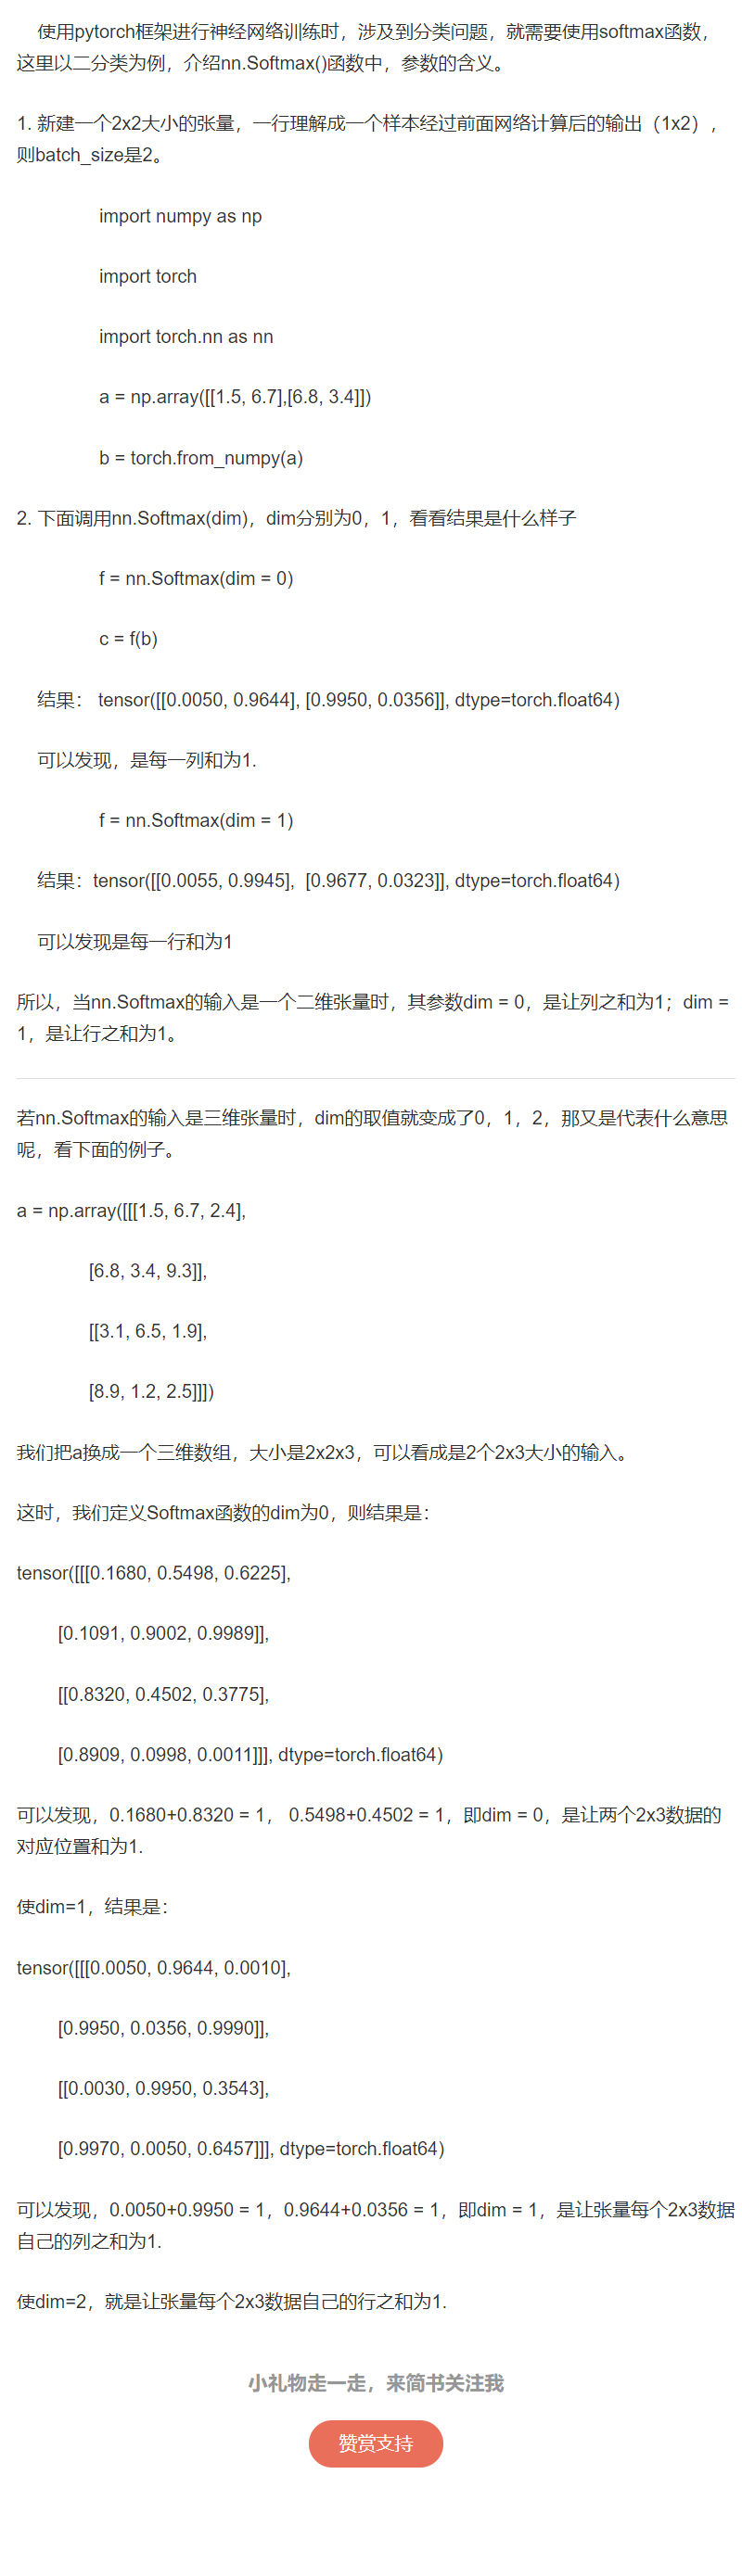 使用pytorch框架进行神经网络训练时，涉及到分类问题，就需要使用softmax函数，
这里以二分类为例，介绍nn.Softmax()函数中，参数的含义。
1. 新建一个2x2大小的张量，一行理解成一个样本经过前面网络计算后的输出（1x2），
则batch_size是2。
import numpy as np
import torch
import torch.nn as nn
a = np.array([[1.5, 6.7],[6.8, 3.4]])
b = torch.from_numpy(a)
2. 下面调用nn.Softmax(dim)，dim分别为0，1，看看结果是什么样子
f = nn.Softmax(dim = 0)
c = f(b)
结果： tensor([[0.0050, 0.9644], [0.9950, 0.0356]], dtype=torch.float64)
可以发现，是每一列和为1.
f = nn.Softmax(dim = 1)
结果：tensor([[0.0055, 0.9945],  [0.9677, 0.0323]], dtype=torch.float64)
可以发现是每一行和为1
所以，当nn.Softmax的输入是一个二维张量时，其参数dim = 0，是让列之和为1；dim =
1，是让行之和为1。
若nn.Softmax的输入是三维张量时，dim的取值就变成了0，1，2，那又是代表什么意思
呢，看下面的例子。
a = np.array([[[1.5, 6.7, 2.4],
[6.8, 3.4, 9.3]],
[[3.1, 6.5, 1.9],
[8.9, 1.2, 2.5]]])
我们把a换成一个三维数组，大小是2x2x3，可以看成是2个2x3大小的输入。
这时，我们定义Softmax函数的dim为0，则结果是：
tensor([[[0.1680, 0.5498, 0.6225],
[0.1091, 0.9002, 0.9989]],
[[0.8320, 0.4502, 0.3775],
[0.8909, 0.0998, 0.0011]]], dtype=torch.float64)
可以发现，0.1680+0.8320 = 1， 0.5498+0.4502 = 1，即dim = 0，是让两个2x3数据的
对应位置和为1.
使dim=1，结果是：
tensor([[[0.0050, 0.9644, 0.0010],
[0.9950, 0.0356, 0.9990]],
[[0.0030, 0.9950, 0.3543],
[0.9970, 0.0050, 0.6457]]], dtype=torch.float64)
可以发现，0.0050+0.9950 = 1，0.9644+0.0356 = 1，即dim = 1，是让张量每个2x3数据
自己的列之和为1.
使dim=2，就是让张量每个2x3数据自己的行之和为1.
小礼物走一走，来简书关注我
赞赏支持